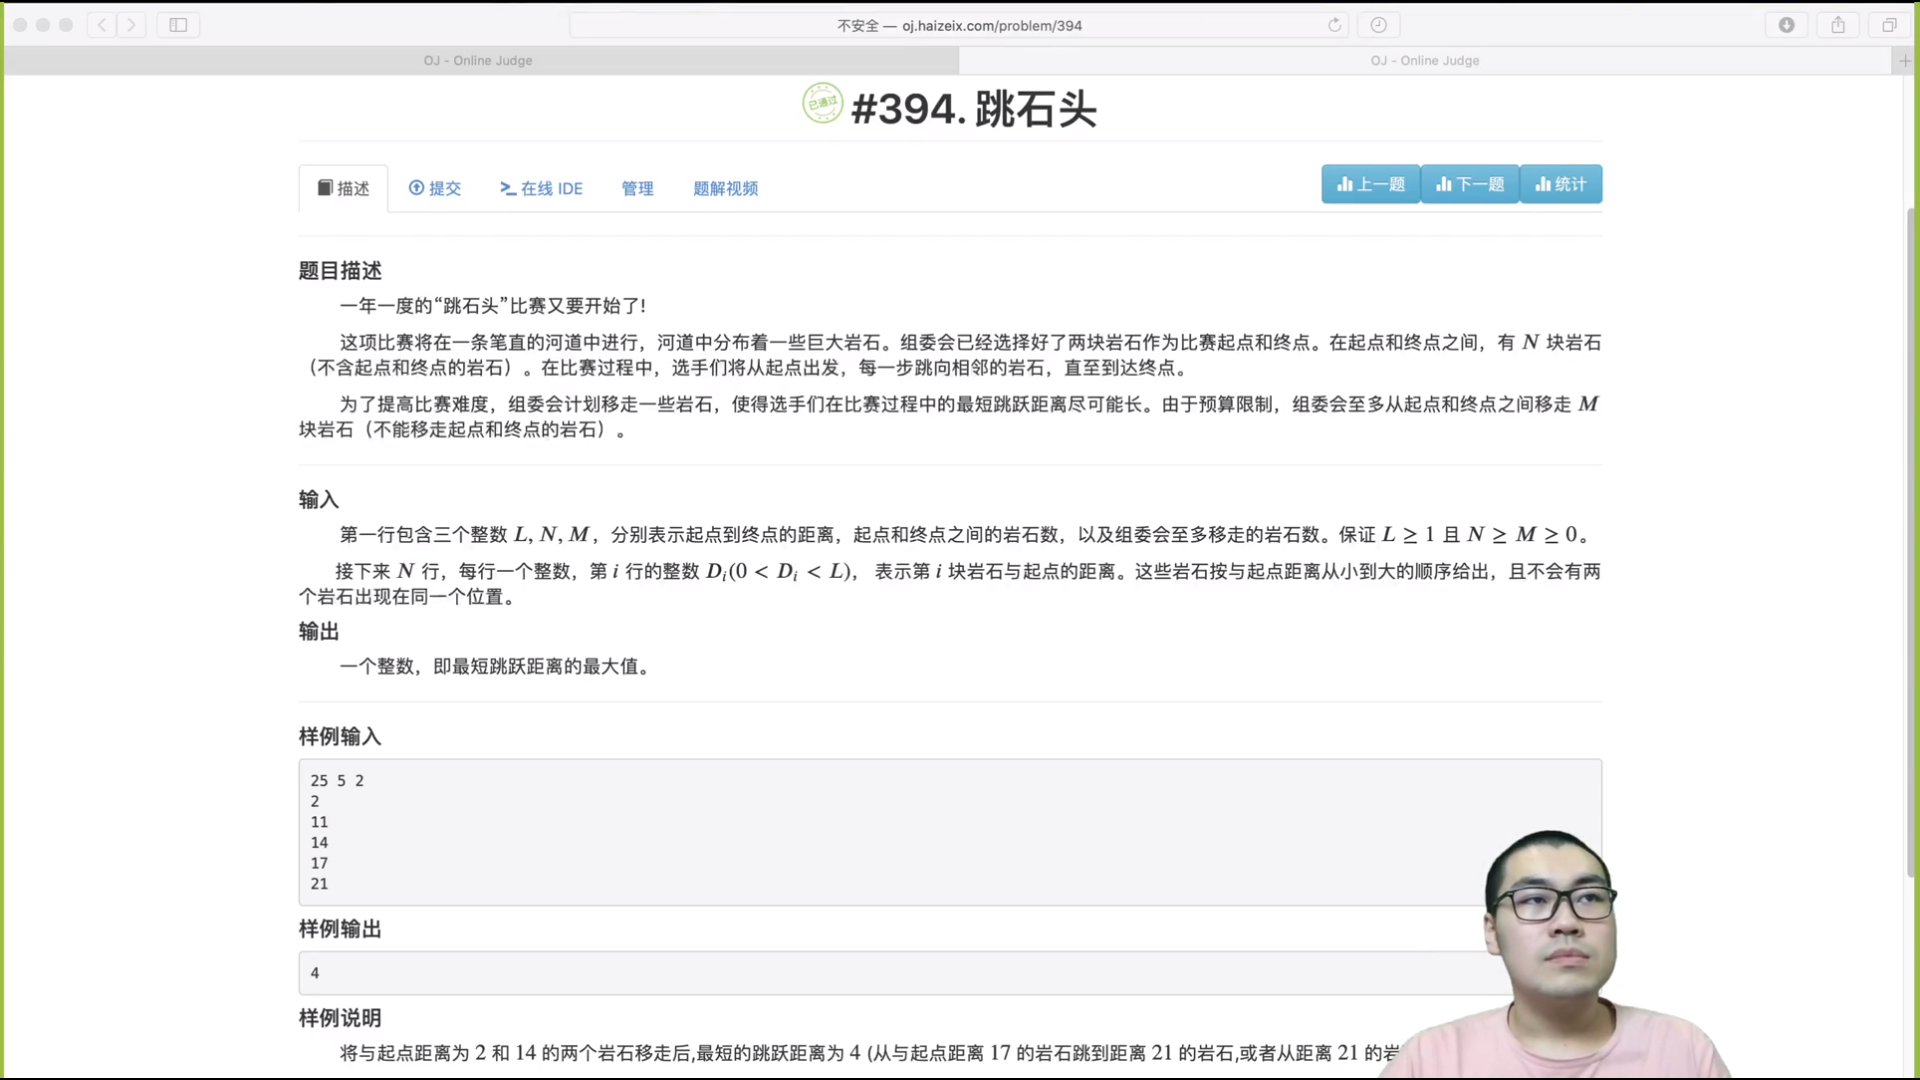 不安全 — oj.haizeix.com/problem/394
OJ - Online Judge
OJ - Online Judge
已通过
#394. 跳石头
描述
提交
在线 IDE
管理
题解视频
上一题
下一题
统计
题目描述
一年一度的“跳石头”比赛又要开始了!
这项比赛将在一条笔直的河道中进行，河道中分布着一些巨大岩石。组委会已经选择好了两块岩石作为比赛起点和终点。在起点和终点之间，有 N 块岩石
（不含起点和终点的岩石）。在比赛过程中，选手们将从起点出发，每一步跳向相邻的岩石，直至到达终点。
为了提高比赛难度，组委会计划移走一些岩石，使得选手们在比赛过程中的最短跳跃距离尽可能长。由于预算限制，组委会至多从起点和终点之间移走 M
块岩石（不能移走起点和终点的岩石）。
输入
第一行包含三个整数 L, N, M，分别表示起点到终点的距离，起点和终点之间的岩石数，以及组委会至多移走的岩石数。保证 L ≥ 1 且 N ≥ M ≥ 0。
接下来 N 行，每行一个整数，第 i 行的整数 Di(0 < Di < L)， 表示第 i 块岩石与起点的距离。这些岩石按与起点距离从小到大的顺序给出，且不会有两
个岩石出现在同一个位置。
输出
一个整数，即最短跳跃距离的最大值。
样例输入
25 5 2
2
11
14
17
21
样例输出
4
样例说明
将与起点距离为 2 和 14 的两个岩石移走后,最短的跳跃距离为 4 (从与起点距离 17 的岩石跳到距离 21 的岩石,或者从距离 21 的岩